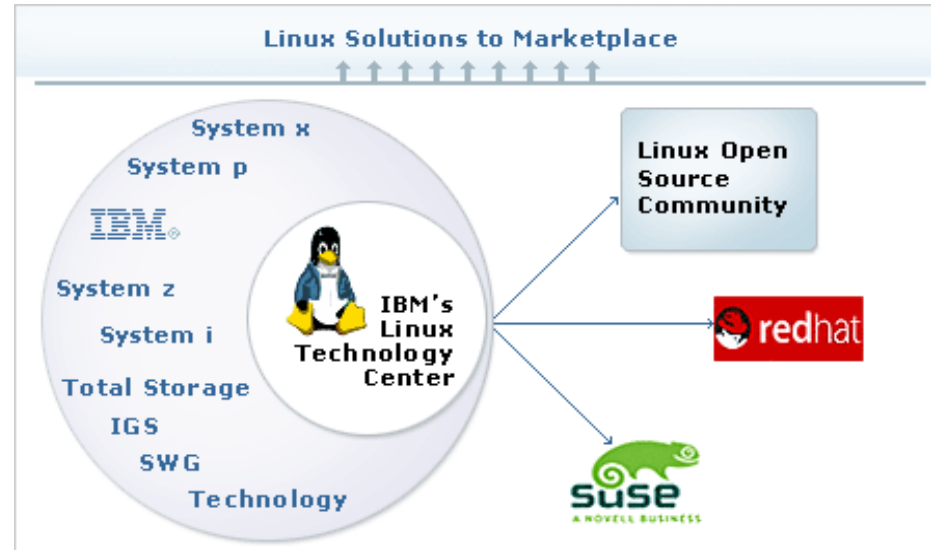 Linux Solutions to Marketplace
System x
System p
IBM®
System z
System i
Total Storage
IGS
SWG
Technology
IBM's
Linux
Technology
Center
Linux Open
Source
Community
redhat
SUSE
A NOVELL BUSINESS